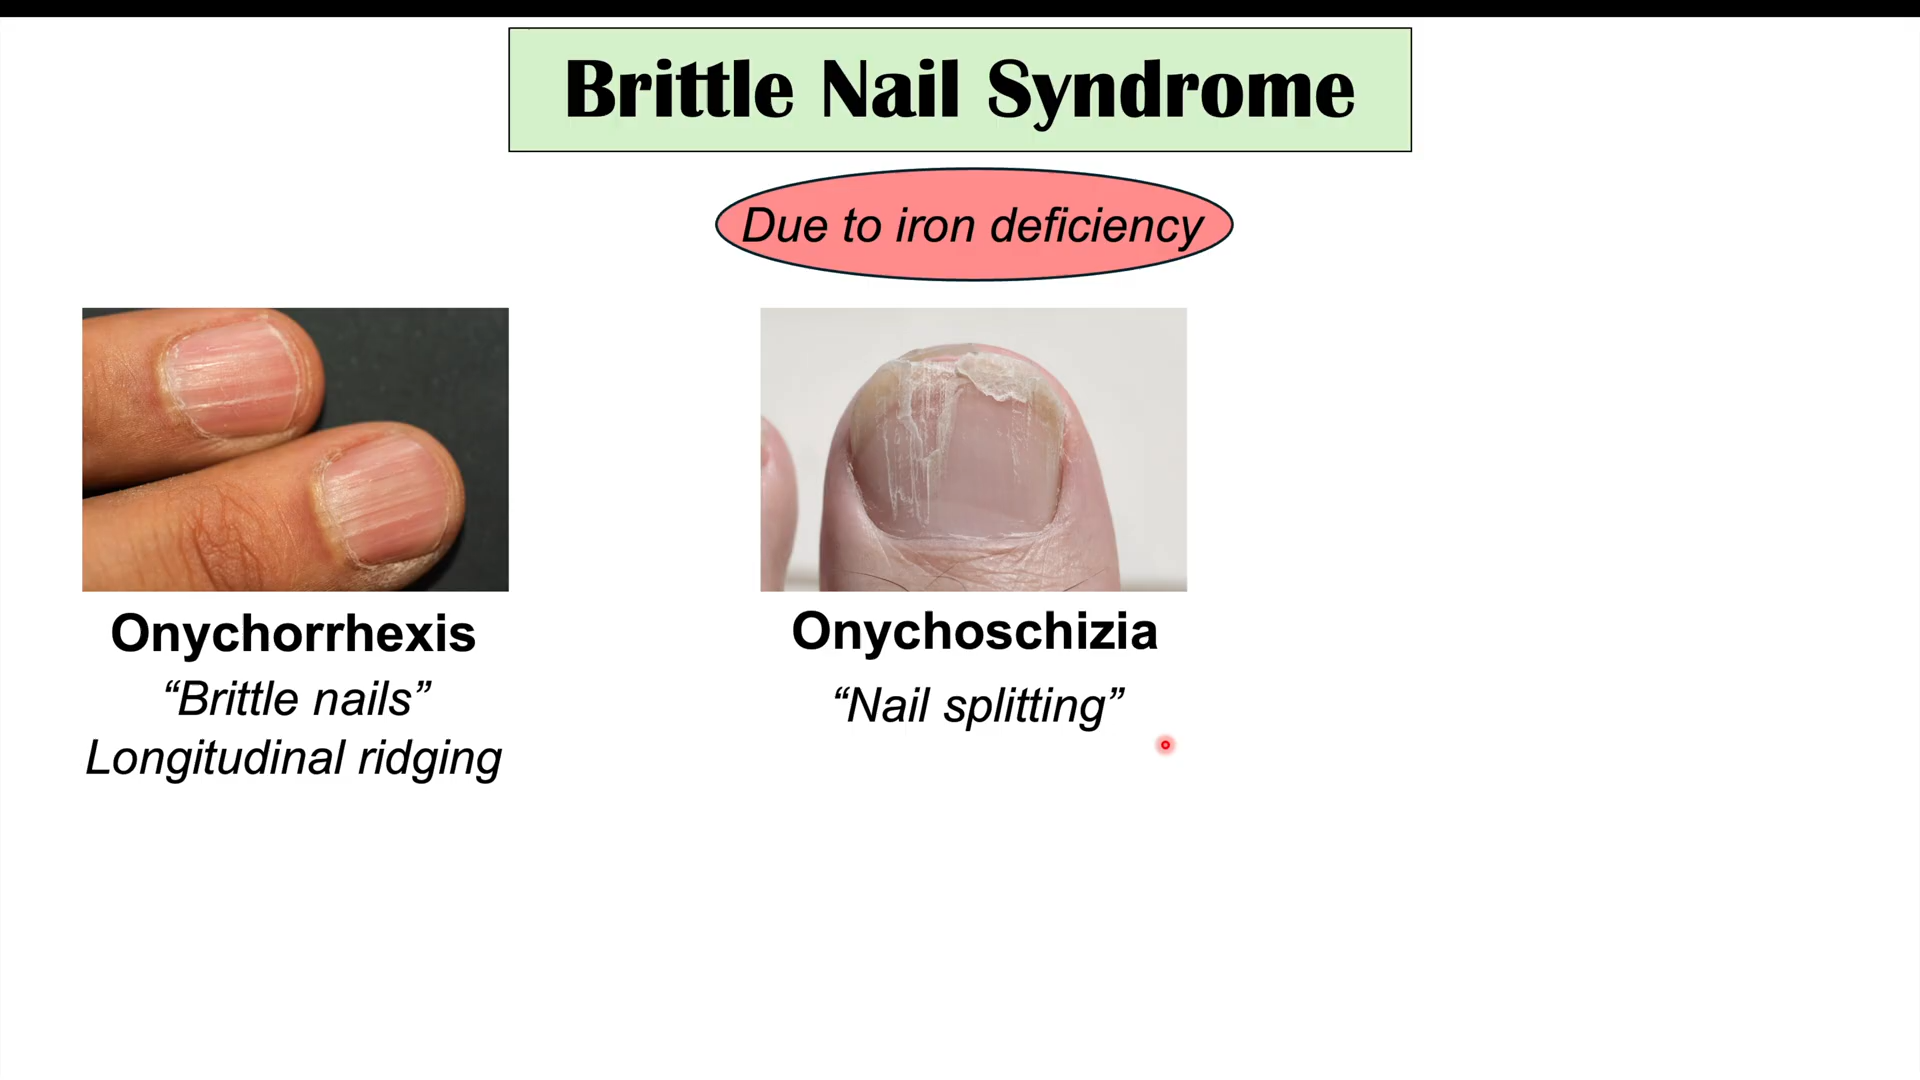 Brittle Nail Syndrome
Due to iron deficiency
Onychorrhexis
“Brittle nails”
Longitudinal ridging
Onychoschizia
“Nail splitting”